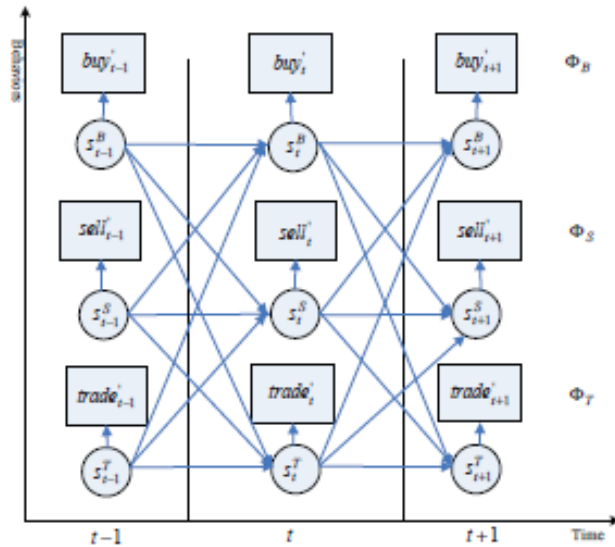 Behaviors
buy'_{t-1} buy'_t buy'_{t+1} Φ_B
s^B_{t-1} s^B_t s^B_{t+1}
sell'_{t-1} sell'_t sell'_{t+1} Φ_S
s^S_{t-1} s^S_t s^S_{t+1}
trade'_{t-1} trade'_t trade'_{t+1} Φ_T
s^T_{t-1} s^T_t s^T_{t+1}
t-1 t t+1 Time